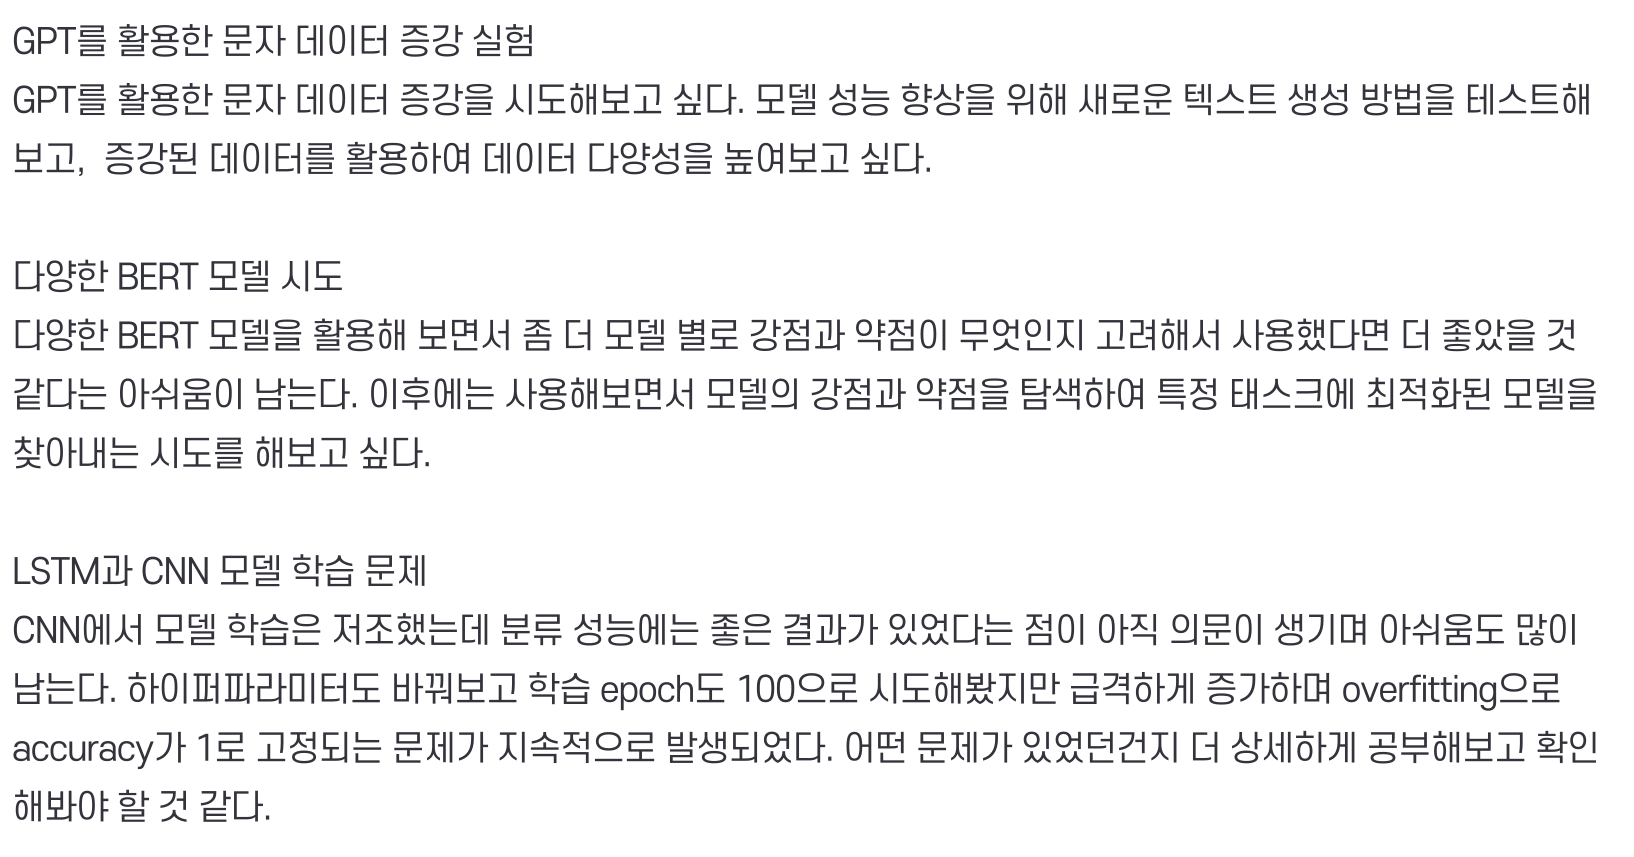 GPT를 활용한 문자 데이터 증강 실험
GPT를 활용한 문자 데이터 증강을 시도해보고 싶다. 모델 성능 향상을 위해 새로운 텍스트 생성 방법을 테스트해
보고,  증강된 데이터를 활용하여 데이터 다양성을 높여보고 싶다.
다양한 BERT 모델 시도
다양한 BERT 모델을 활용해 보면서 좀 더 모델 별로 강점과 약점이 무엇인지 고려해서 사용했다면 더 좋았을 것
같다는 아쉬움이 남는다. 이후에는 사용해보면서 모델의 강점과 약점을 탐색하여 특정 태스크에 최적화된 모델을
찾아내는 시도를 해보고 싶다.
LSTM과 CNN 모델 학습 문제
CNN에서 모델 학습은 저조했는데 분류 성능에는 좋은 결과가 있었다는 점이 아직 의문이 생기며 아쉬움도 많이
남는다. 하이퍼파라미터도 바꿔보고 학습 epoch도 100으로 시도해봤지만 급격하게 증가하며 overfitting으로
accuracy가 1로 고정되는 문제가 지속적으로 발생되었다. 어떤 문제가 있었던건지 더 상세하게 공부해보고 확인
해봐야 할 것 같다.